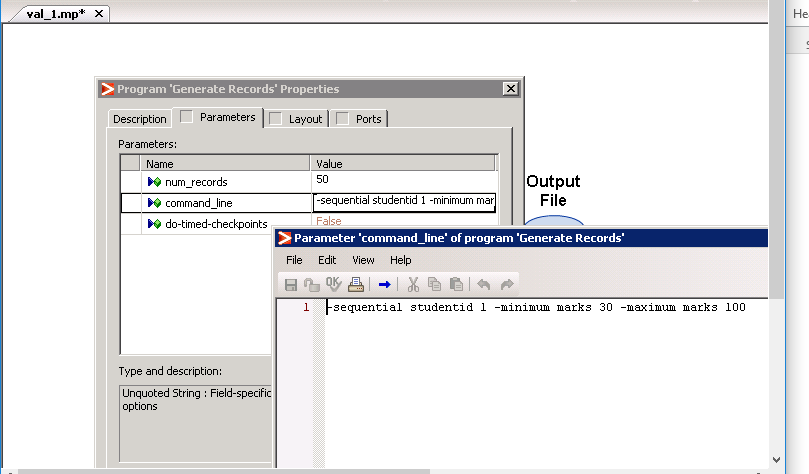 val_1.mp* X
He
Program 'Generate Records' Properties
Description Parameters Layout Ports
Parameters:
Name Value
num_records 50
command_line -sequential studentid 1 -minimum mar
do-timed-checkpoints False
Output
File
Parameter 'command_line' of program 'Generate Records'
File Edit View Help
OK
1 -sequential studentid 1 -minimum marks 30 -maximum marks 100
Type and description:
Unquoted String : Field-specific
options